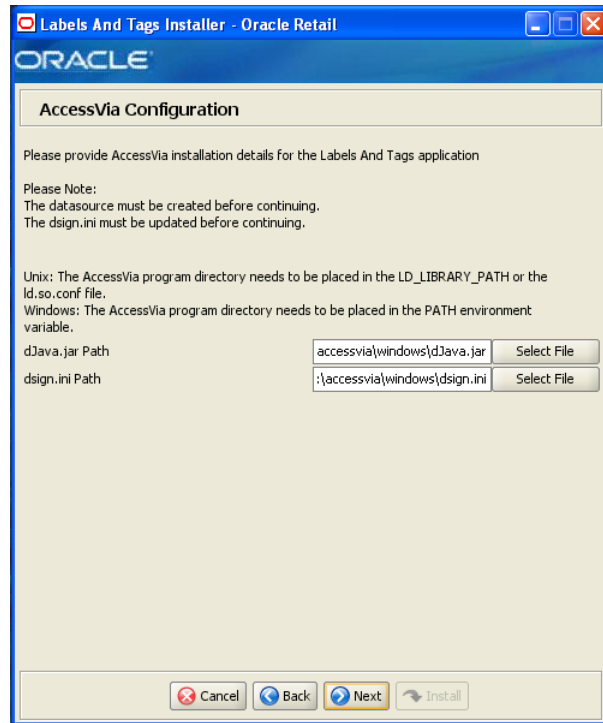 Labels And Tags Installer - Oracle Retail
ORACLE
AccessVia Configuration
Please provide AccessVia installation details for the Labels And Tags application
Please Note:
The datasource must be created before continuing.
The dsign.ini must be updated before continuing.
Unix: The AccessVia program directory needs to be placed in the LD_LIBRARY_PATH or the
ld.so.conf file.
Windows: The AccessVia program directory needs to be placed in the PATH environment
variable.
dJava.jar Path accessvia\windows\dJava.jar Select File
dsign.ini Path :\accessvia\windows\dsign.ini Select File
Cancel Back Next Install